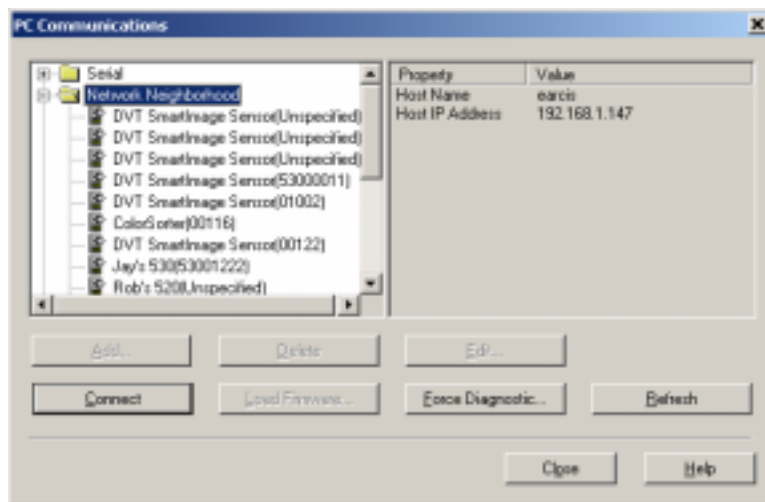 PC Communications
Serial
Network Neighborhood
DVT SmartImage Sensor(Unspecified)
DVT SmartImage Sensor(Unspecified)
DVT SmartImage Sensor(Unspecified)
DVT SmartImage Sensor(53000011)
DVT SmartImage Sensor(01002)
ColorSorter(00116)
DVT SmartImage Sensor(00122)
Jay's 530(53001222)
Rob's 520(Unspecified)
Property Value
Host Name earcis
Host IP Address 192.168.1.147
Add... Delete Edit...
Connect Load Firmware... Force Diagnostic... Refresh
Close Help